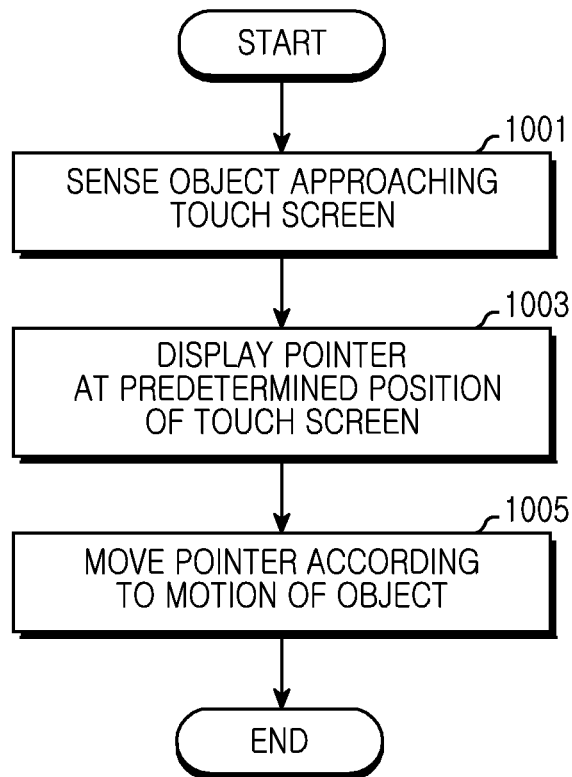 START
1001
SENSE OBJECT APPROACHING
TOUCH SCREEN
1003
DISPLAY POINTER
AT PREDETERMINED POSITION
OF TOUCH SCREEN
1005
MOVE POINTER ACCORDING
TO MOTION OF OBJECT
END